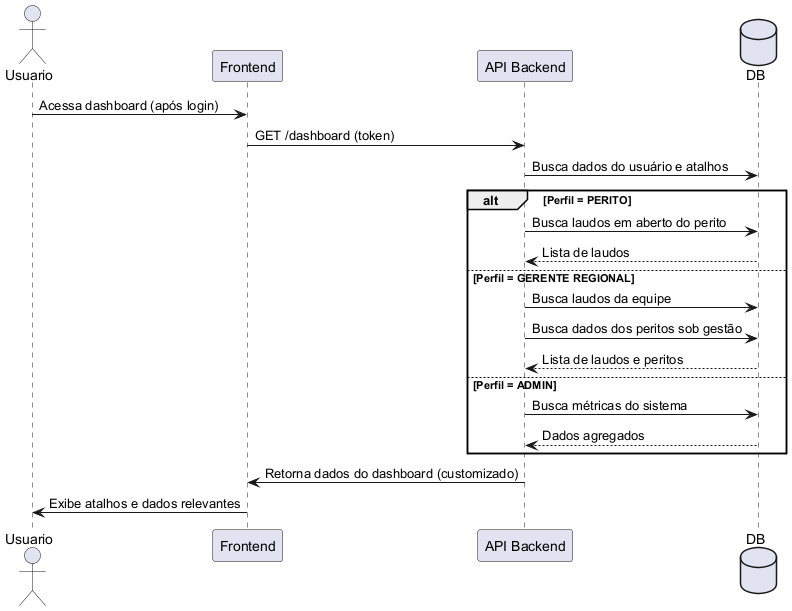 Usuario
Frontend
API Backend
DB
Acessa dashboard (após login)
GET /dashboard (token)
Busca dados do usuário e atalhos
alt
[Perfil = PERITO]
Busca laudos em aberto do perito
Lista de laudos
[Perfil = GERENTE REGIONAL]
Busca laudos da equipe
Busca dados dos peritos sob gestão
Lista de laudos e peritos
[Perfil = ADMIN]
Busca métricas do sistema
Dados agregados
Retorna dados do dashboard (customizado)
Exibe atalhos e dados relevantes
Usuario
Frontend
API Backend
DB